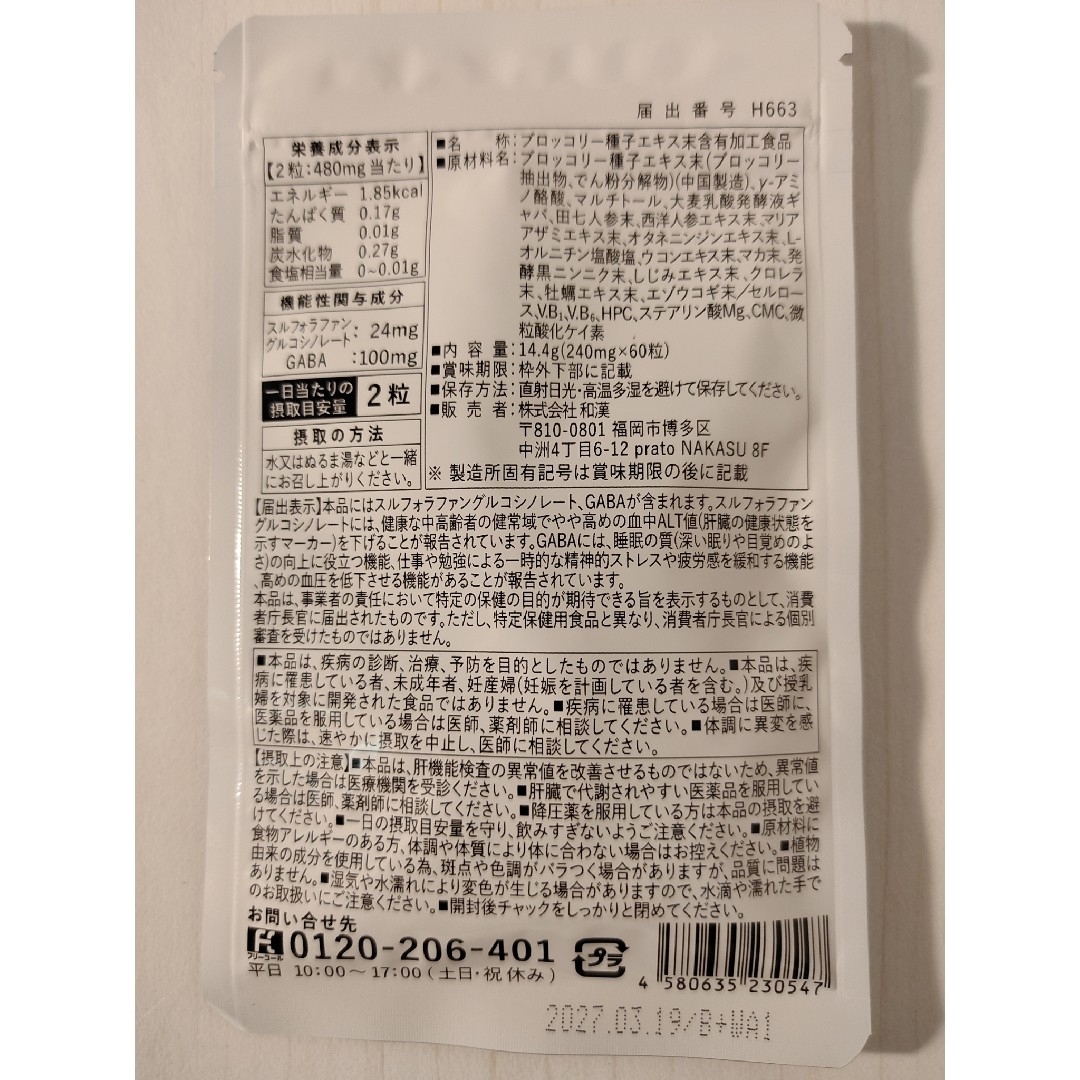 届出番号 H663
栄養成分表示
【2粒:480mg当たり】
エネルギー 1.85kcal
たんぱく質 0.17g
脂質 0.01g
炭水化物 0.27g
食塩相当量 0~0.01g
機能性関与成分
スルフォラファン
グルコシノレート: 24mg
GABA :100mg
一日当たりの
摂取目安量 2粒
摂取の方法
水又はぬるま湯などと一緒
にお召し上がりください。
■名 称:ブロッコリー種子エキス末含有加工食品
■原材料名:ブロッコリー種子エキス末(ブロッコリー
抽出物、でん粉分解物)(中国製造)、γ-アミ
ノ酪酸、マルチトール、大麦乳酸発酵液ギ
ャバ、田七人参末、西洋人参エキス末、マリア
アザミエキス末、オタネニンジンエキス末、L-
オルニチン塩酸塩、ウコンエキス末、マカ末、発
酵黒ニンニク末、しじみエキス末、クロレラ
末、牡蠣エキス末、エゾウコギ末/セルロー
ス、V.B₁、V.B₆、HPC、ステアリン酸Mg、CMC、微
粒酸化ケイ素
■内容量:14.4g(240mg×60粒)
■賞味期限:枠外下部に記載
■保存方法:直射日光・高温多湿を避けて保存してください。
■販売者:株式会社和漢
〒810-0801 福岡市博多区
中洲4丁目6-12 prato NAKASU 8F
※ 製造所固有記号は賞味期限の後に記載
【届出表示】本品にはスルフォラファングルコシノレート、GABAが含まれます。スルフォラファン
グルコシノレートには、健康な中高齢者の健常域でやや高めの血中ALT値(肝臓の健康状態を
示すマーカー)を下げることが報告されています。GABAには、睡眠の質(深い眠りや目覚めのよ
さ)の向上に役立つ機能、仕事や勉強による一時的な精神的ストレスや疲労感を緩和する機能
、高めの血圧を低下させる機能があることが報告されています。
本品は、事業者の責任において特定の保健の目的が期待できる旨を表示するものとして、消費
者庁長官に届出されたものです。ただし、特定保健用食品と異なり、消費者庁長官による個別
審査を受けたものではありません。
■本品は、疾病の診断、治療、予防を目的としたものではありません。■本品は、疾
病に罹患している者、未成年者、妊産婦(妊娠を計画している者を含む。)及び授乳
婦を対象に開発された食品ではありません。■疾病に罹患している場合は医師に、
医薬品を服用している場合は医師、薬剤師に相談してください。■体調に異変を感
じた際は、速やかに摂取を中止し、医師に相談してください。
【摂取上の注意】■本品は、肝機能検査の異常値を改善させるものではないため、異常値
を示した場合は医療機関を受診ください。■肝臓で代謝されやすい医薬品を服用してい
る場合は医師、薬剤師に相談してください。■降圧薬を服用している方は本品の摂取を避
けてください。■一日の摂取目安量を守り、飲みすぎないようご注意ください。■原材料に
食物アレルギーのある方、体調や体質により体に合わない場合はお控えください。■植物
由来の成分を使用している為、斑点や色調がバラつく場合がありますが、品質に問題は
ありません。■湿気や水濡れにより変色が生じる場合がありますので、水滴や濡れた手で
のお取扱いにご注意ください。■開封後チャックをしっかりと閉めてください。
お問い合せ先
フリーコール 0120-206-401
平日 10:00~17:00(土日・祝休み)
プラ
4 580635 230547
2027.03.19/B+WA1